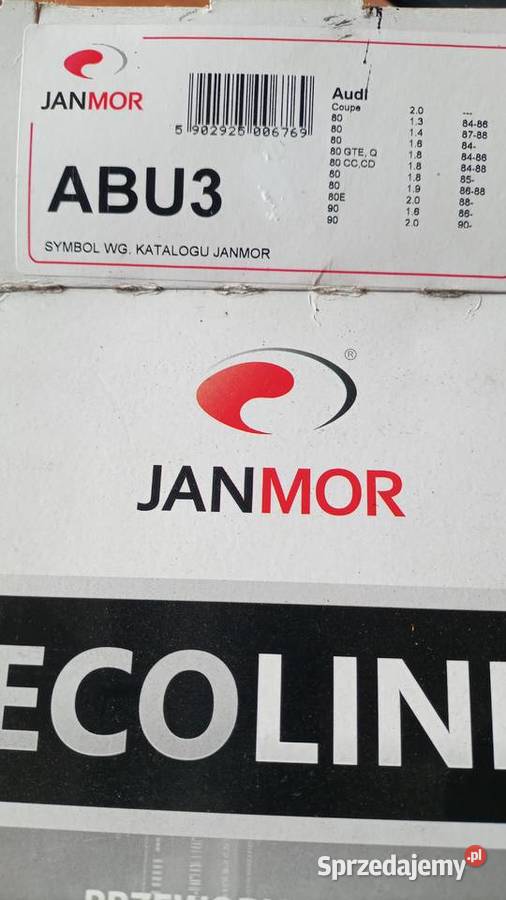 JANMOR
5 902925 006769
ABU3
SYMBOL WG. KATALOGU JANMOR
Audi
Coupe 2.0 ---
80 1.3 84-86
80 1.4 87-88
80 1.6 84-
80 GTE, Q 1.8 84-86
80 CC,CD 1.8 84-88
80 1.8 85-
80 1.9 86-88
80E 2.0 88-
90 1.6 86-
90 2.0 90-
®
JANMOR
ECOLIN
Sprzedajemy.pl